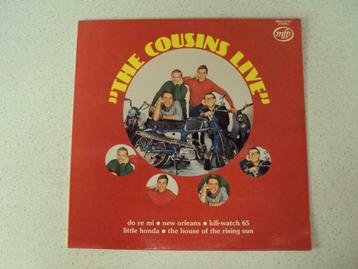 „THE COUSINS LIVE”
mfp
do re mi • new orleans • kili-watch 65
little honda • the house of the rising sun